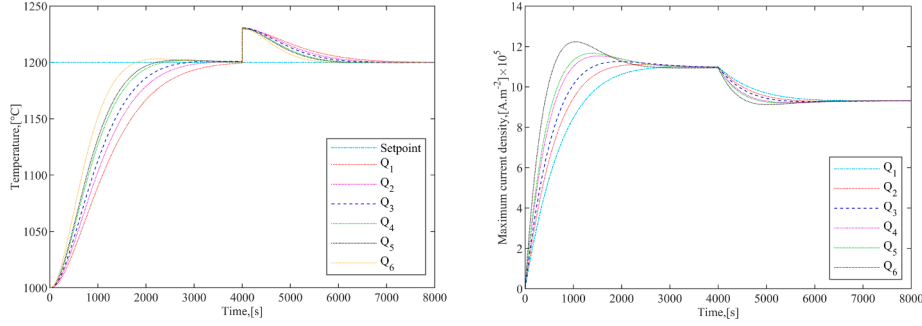 1250
1200
1150
1100
1050
1000
Temperature,[°C]
0
1000
2000
3000
4000
5000
6000
7000
8000
Time,[s]
Setpoint
Q1
Q2
Q3
Q4
Q5
Q6
14
12
10
8
6
4
2
0
Maximum current density,[A.m-2]×105
0
1000
2000
3000
4000
5000
6000
7000
8000
Time,[s]
Q1
Q2
Q3
Q4
Q5
Q6